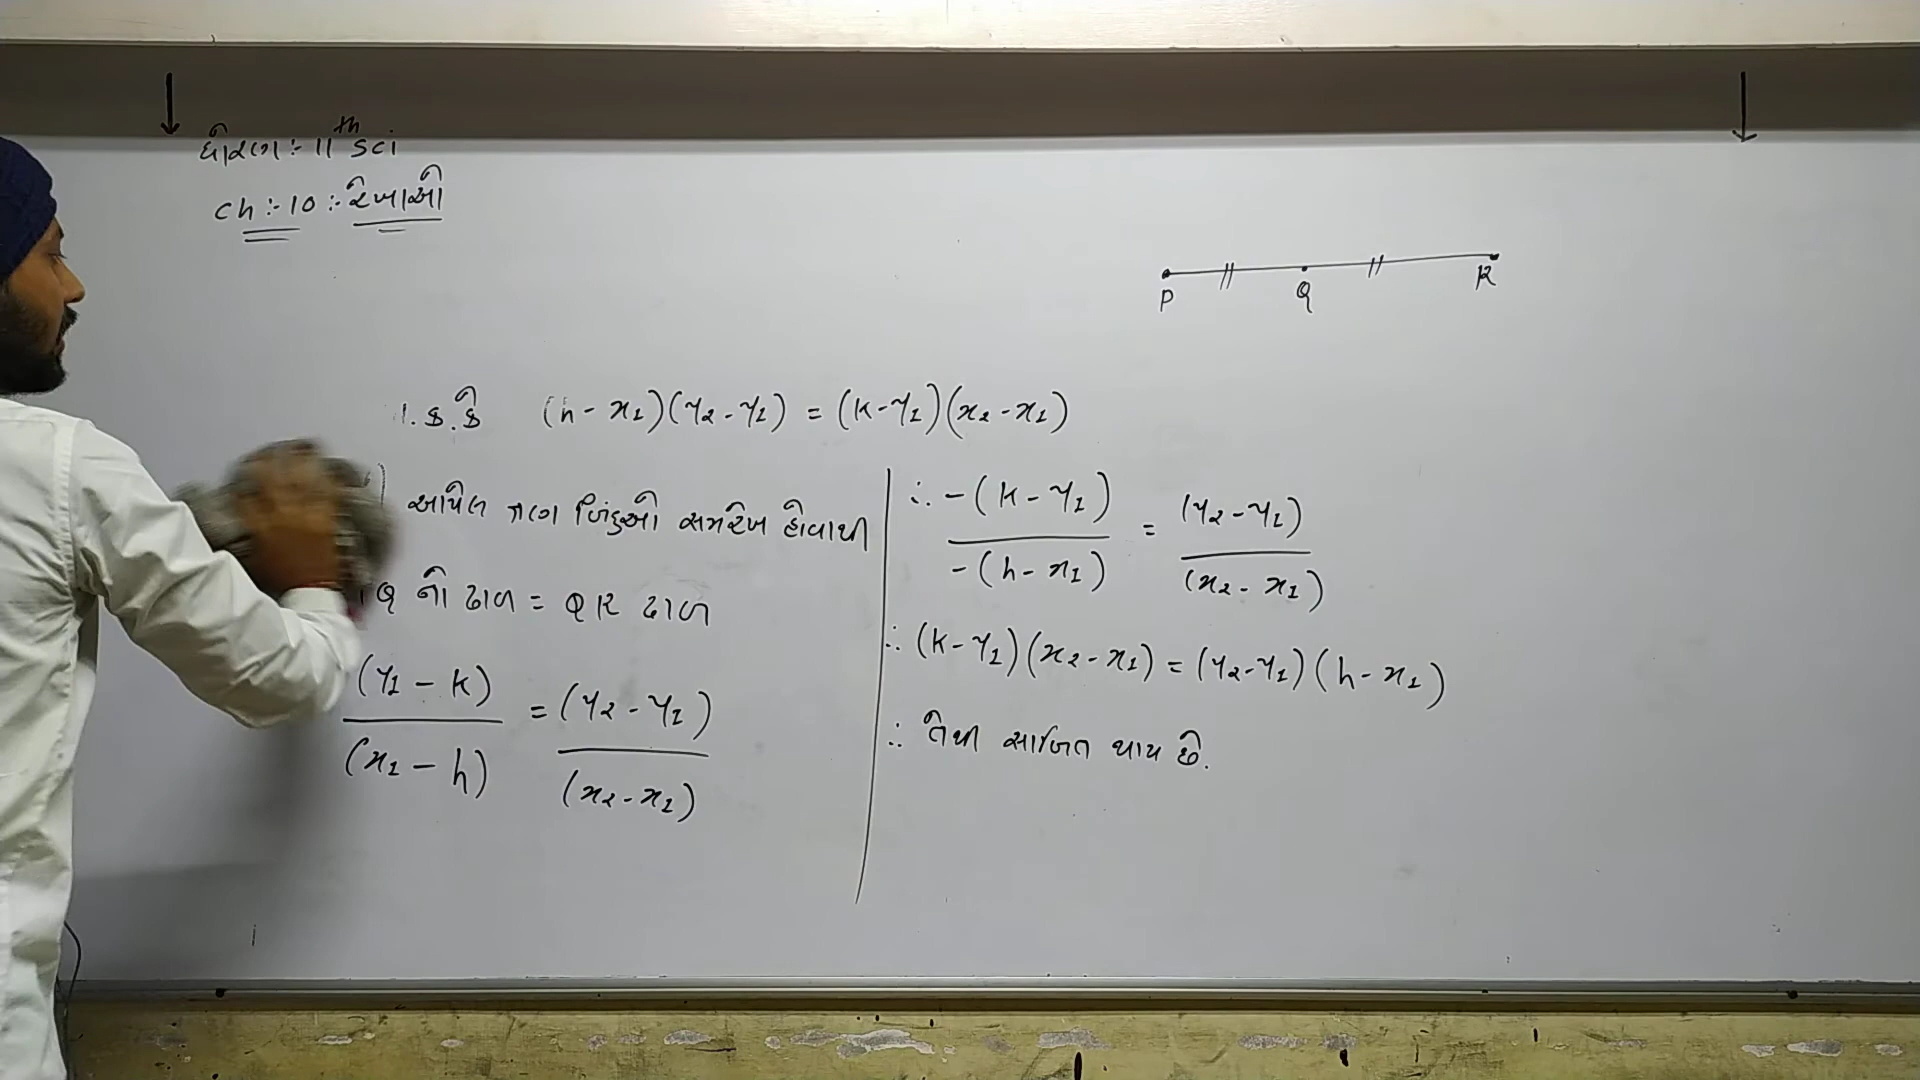 ધોરણ :- 11th sci
ch :- 10 :- રેખાઓ
P Q R
. ક. કે (h - x1)(y2 - y1) = (k - y1)(x2 - x1)
આપેલ ત્રણ બિંદુઓ સમરેખ હોવાથી
Q નો ઢાળ = QR ઢાળ
(y1 - k) / (x1 - h) = (y2 - y1) / (x2 - x1)
∴ -(k - y1) / -(h - x1) = (y2 - y1) / (x2 - x1)
∴ (k - y1)(x2 - x1) = (y2 - y1)(h - x1)
∴ તેથી સાબિત થાય છે.